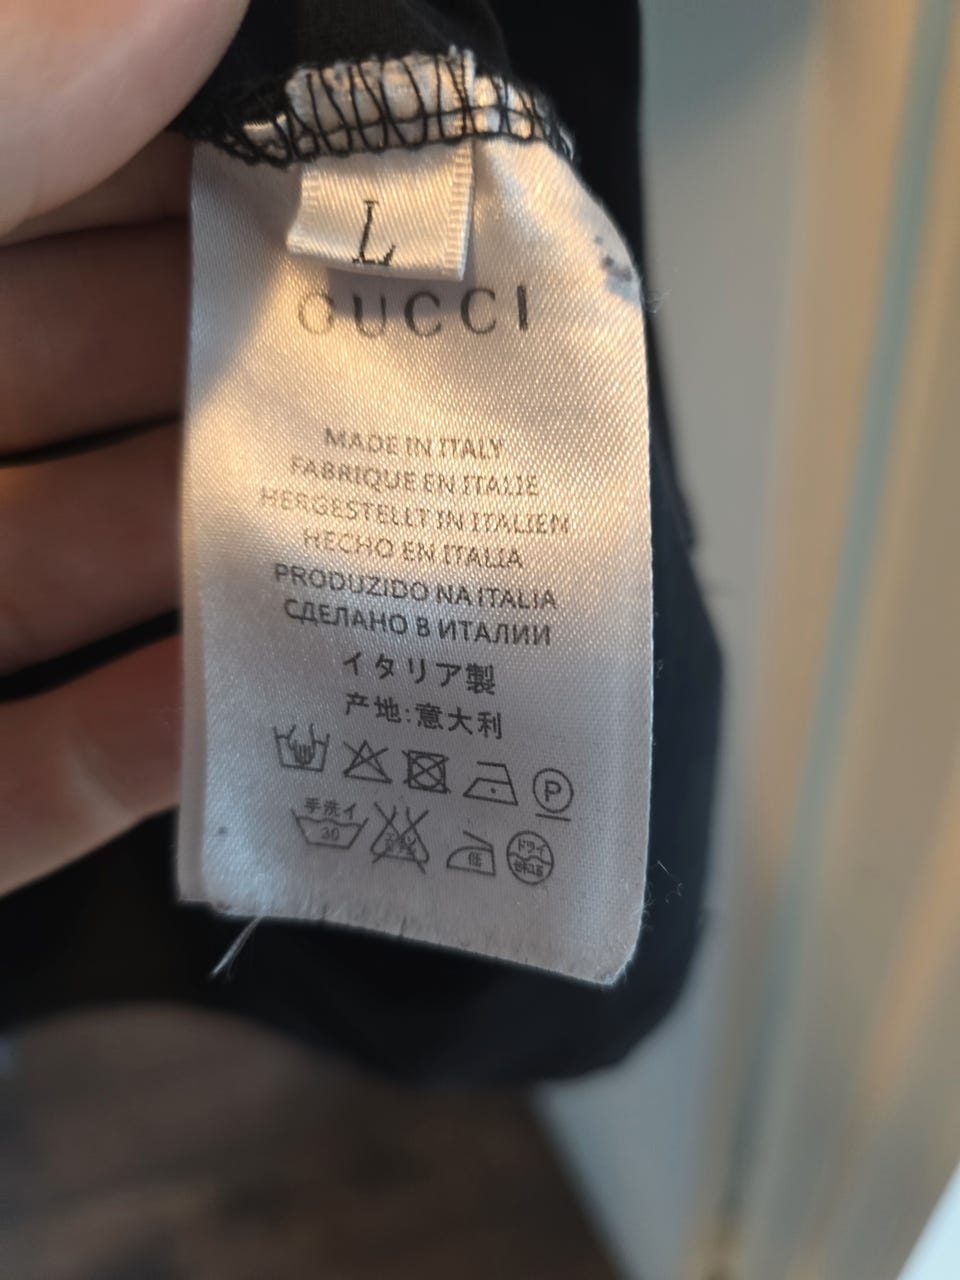 L
GUCCI
MADE IN ITALY
FABRIQUE EN ITALIE
HERGESTELLT IN ITALIEN
HECHO EN ITALIA
PRODUZIDO NA ITALIA
СДЕЛАНО В ИТАЛИИ
イタリア製
产地:意大利
P
手洗イ
30
低
ドライ